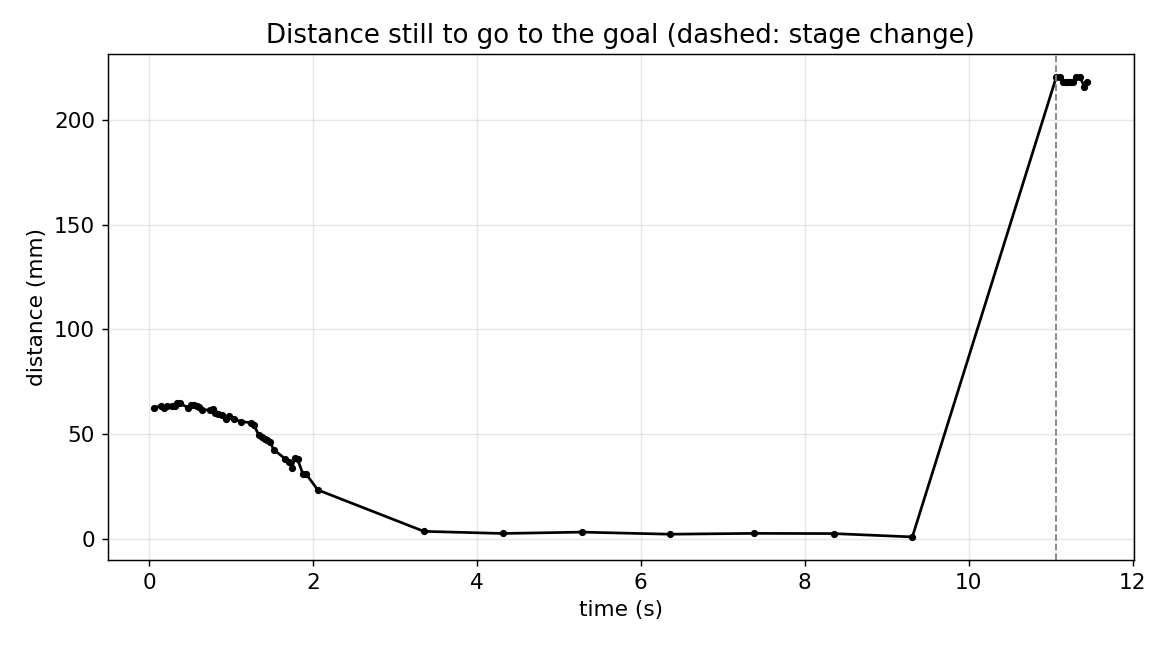 Distance still to go to the goal (dashed: stage change)
distance (mm)
200
150
100
50
0
0 2 4 6 8 10 12
time (s)